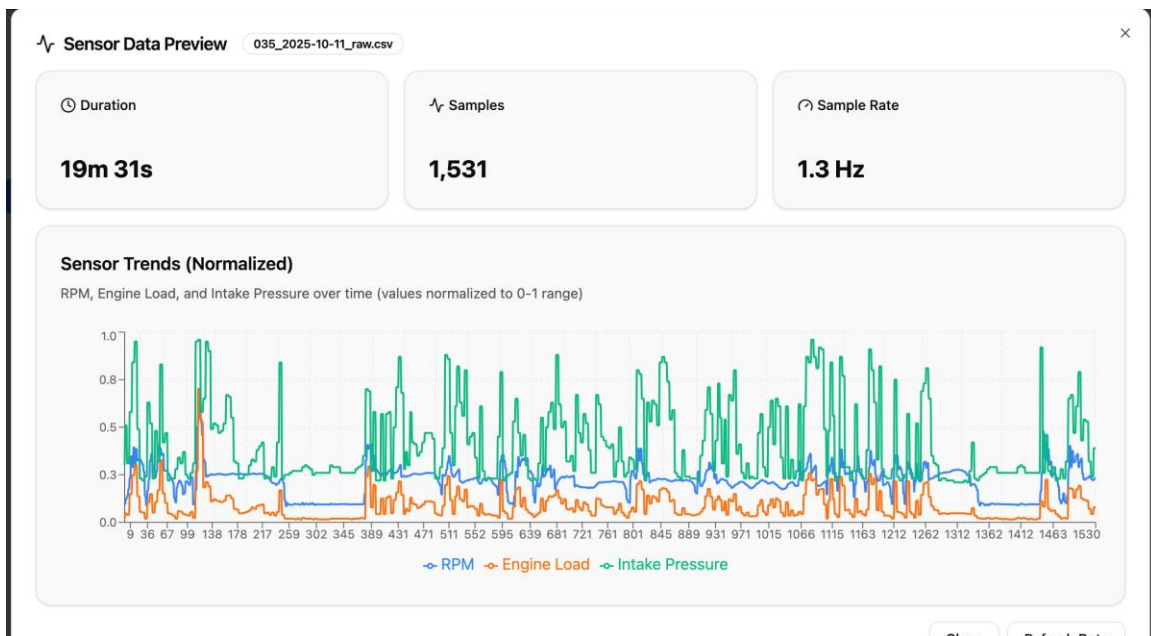 Sensor Data Preview 035_2025-10-11_raw.csv
Duration
19m 31s
Samples
1,531
Sample Rate
1.3 Hz
Sensor Trends (Normalized)
RPM, Engine Load, and Intake Pressure over time (values normalized to 0-1 range)
1.0
0.8
0.5
0.3
0.0
9 36 67 99 138 178 217 259 302 345 389 431 471 511 552 595 639 681 721 761 801 845 889 931 971 1015 1066 1115 1163 1212 1262 1312 1362 1412 1463 1530
RPM Engine Load Intake Pressure